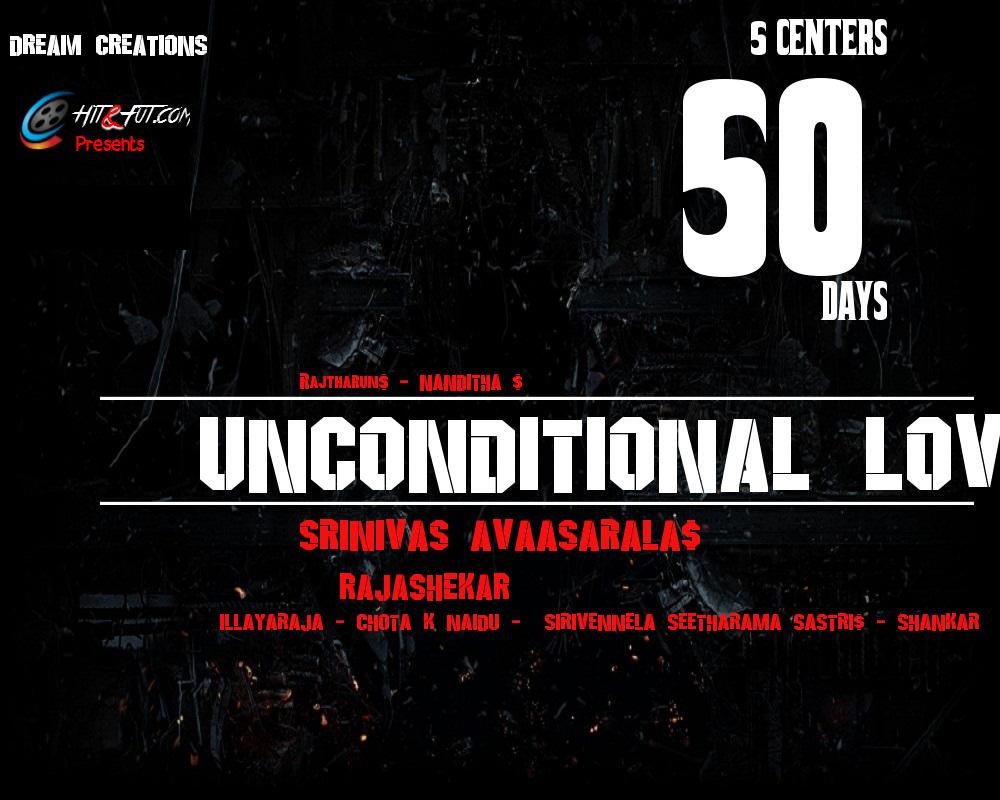 DREAM CREATIONS
5 CENTERS
HIT&FUT.COM
Presents
50
DAYS
RAJTHARUN$ - NANDITHA $
UNCONDITIONAL LOV
SRINIVAS AVAASARALA$
RAJASHEKAR
ILLAYARAJA - CHOTA K NAIDU - SIRIVENNELA SEETHARAMA SASTRI$ - SHANKAR